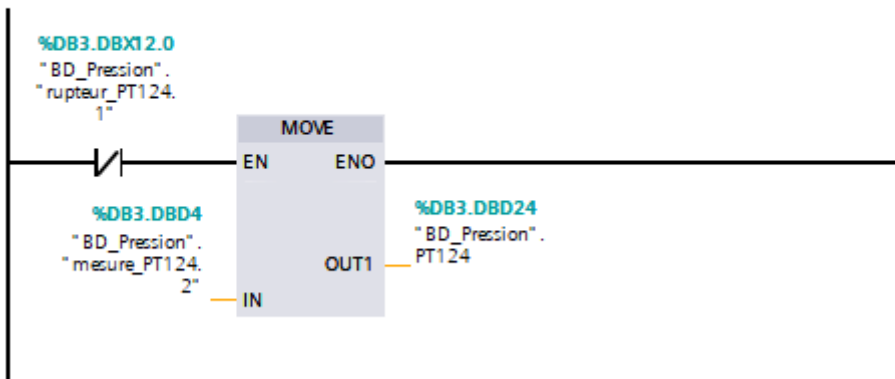 %DB3.DBX12.0
"BD_Pression".
"rupteur_PT124.
1"
MOVE
EN
ENO
%DB3.DBD4
"BD_Pression".
"mesure_PT124.
2"
IN
OUT1
%DB3.DBD24
"BD_Pression".
PT124